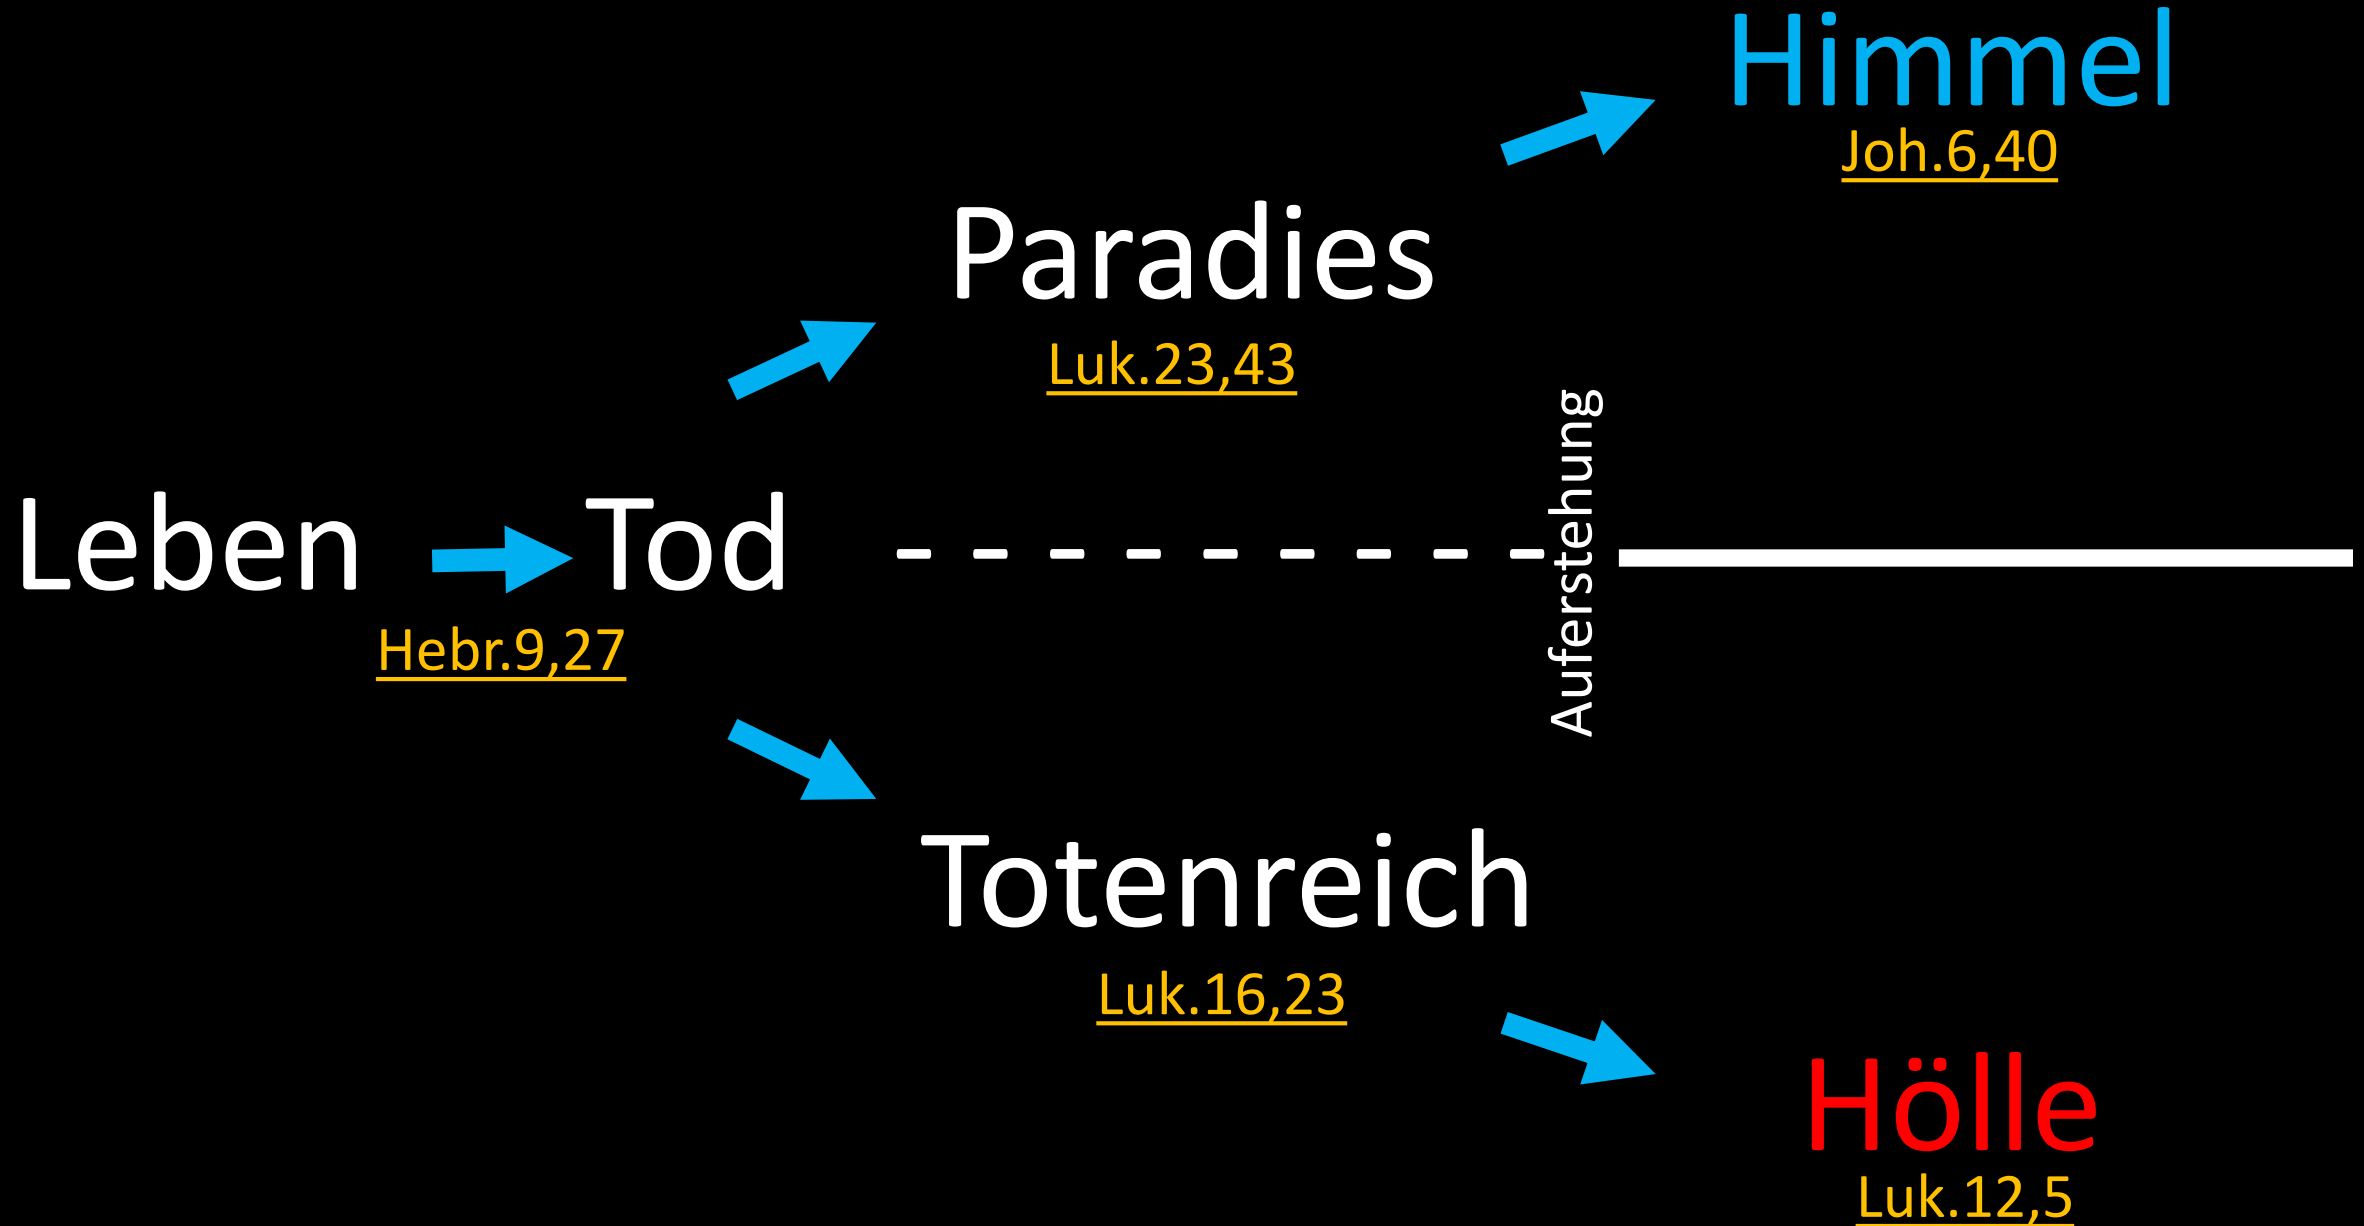 Himmel
Joh.6,40
Paradies
Luk.23,43
Auferstehung
Leben
Tod
Hebr.9,27
Totenreich
Luk.16,23
Hölle
Luk.12,5